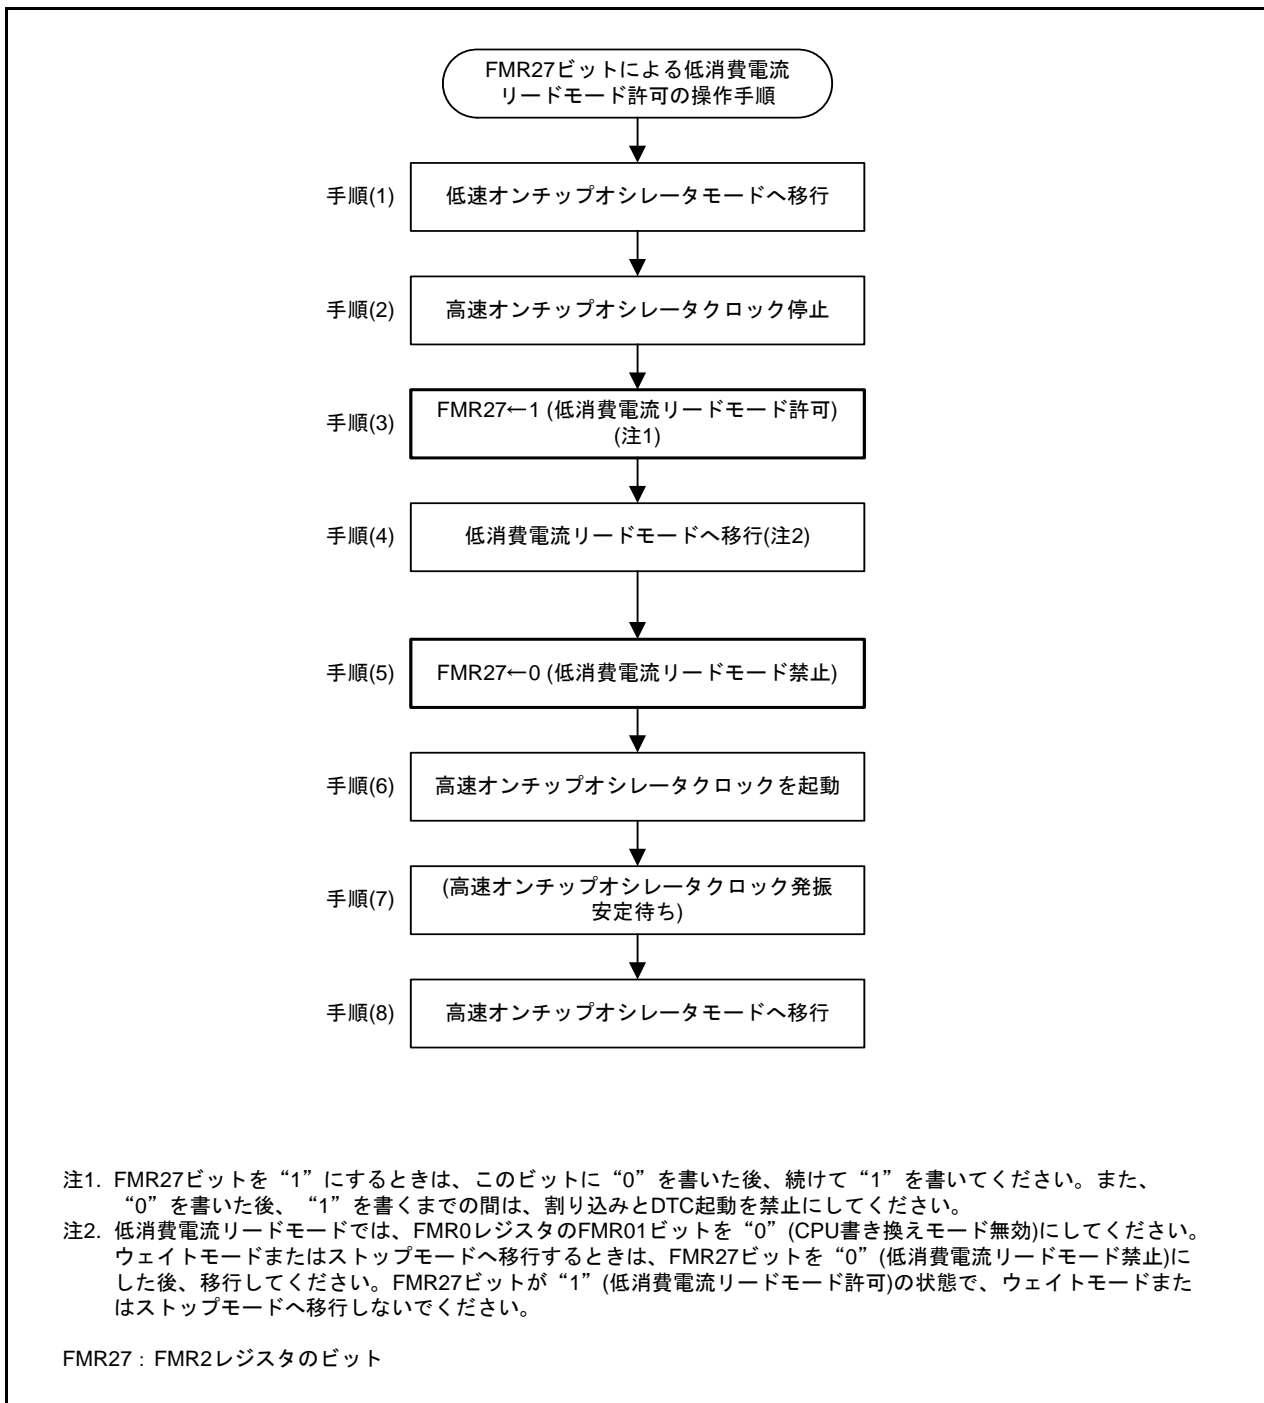 FMR27ビットによる低消費電流
リードモード許可の操作手順
手順(1)
低速オンチップオシレータモードへ移行
手順(2)
高速オンチップオシレータクロック停止
手順(3)
FMR27←1 (低消費電流リードモード許可)
(注1)
手順(4)
低消費電流リードモードへ移行(注2)
手順(5)
FMR27←0 (低消費電流リードモード禁止)
手順(6)
高速オンチップオシレータクロックを起動
手順(7)
(高速オンチップオシレータクロック発振
安定待ち)
手順(8)
高速オンチップオシレータモードへ移行
注1. FMR27ビットを“1”にするときは、このビットに“0”を書いた後、続けて“1”を書いてください。また、
“0”を書いた後、“1”を書くまでの間は、割り込みとDTC起動を禁止にしてください。
注2. 低消費電流リードモードでは、FMR0レジスタのFMR01ビットを“0”(CPU書き換えモード無効)にしてください。
ウェイトモードまたはストップモードへ移行するときは、FMR27ビットを“0”(低消費電流リードモード禁止)に
した後、移行してください。FMR27ビットが“1”(低消費電流リードモード許可)の状態で、ウェイトモードまた
はストップモードへ移行しないでください。
FMR27 : FMR2レジスタのビット